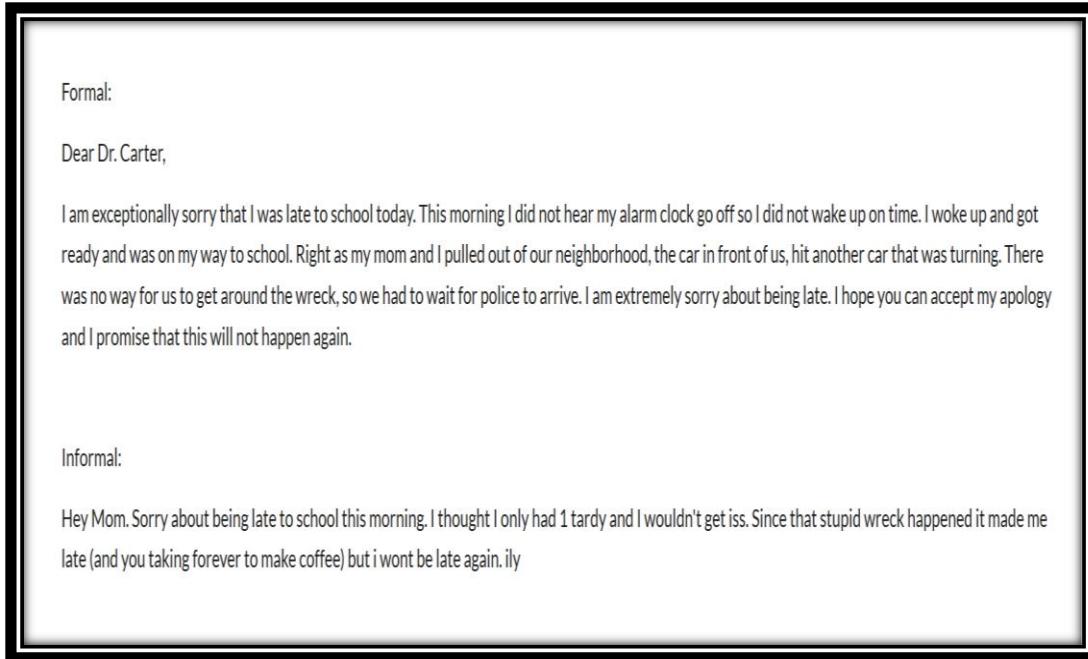 Formal:
Dear Dr. Carter,
I am exceptionally sorry that I was late to school today. This morning I did not hear my alarm clock go off so I did not wake up on time. I woke up and got
ready and was on my way to school. Right as my mom and I pulled out of our neighborhood, the car in front of us, hit another car that was turning. There
was no way for us to get around the wreck, so we had to wait for police to arrive. I am extremely sorry about being late. I hope you can accept my apology
and I promise that this will not happen again.
Informal:
Hey Mom. Sorry about being late to school this morning. I thought I only had 1 tardy and I wouldn't get iss. Since that stupid wreck happened it made me
late (and you taking forever to make coffee) but i wont be late again. ily